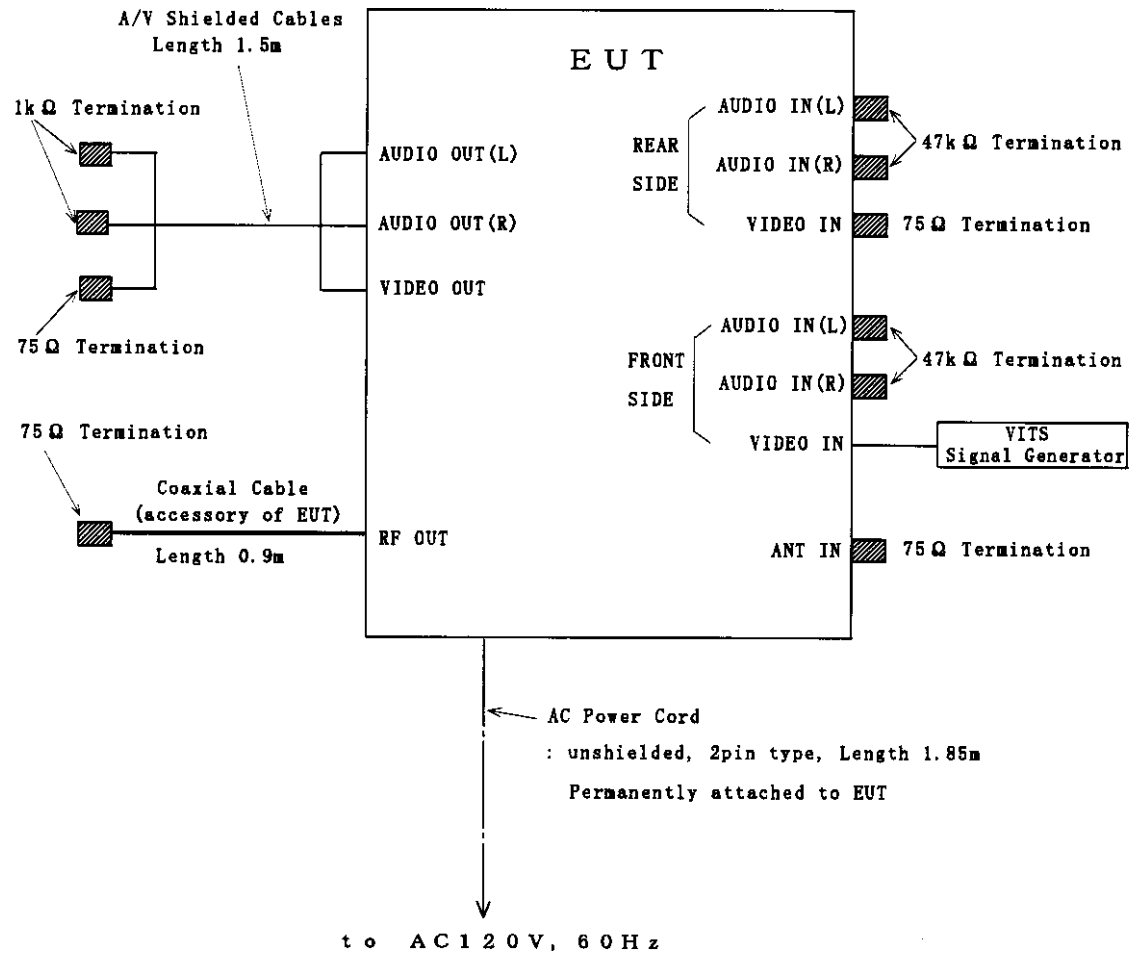 A/V Shielded Cables
Length 1.5m
1kΩ Termination
75Ω Termination
75Ω Termination
Coaxial Cable
(accessory of EUT)
Length 0.9m
EUT
AUDIO OUT(L)
AUDIO OUT(R)
VIDEO OUT
RF OUT
REAR
SIDE
AUDIO IN(L)
AUDIO IN(R)
VIDEO IN
47kΩ Termination
75Ω Termination
FRONT
SIDE
AUDIO IN(L)
AUDIO IN(R)
VIDEO IN
47kΩ Termination
VITS
Signal Generator
ANT IN
75Ω Termination
AC Power Cord
: unshielded, 2pin type, Length 1.85m
Permanently attached to EUT
to AC120V, 60Hz